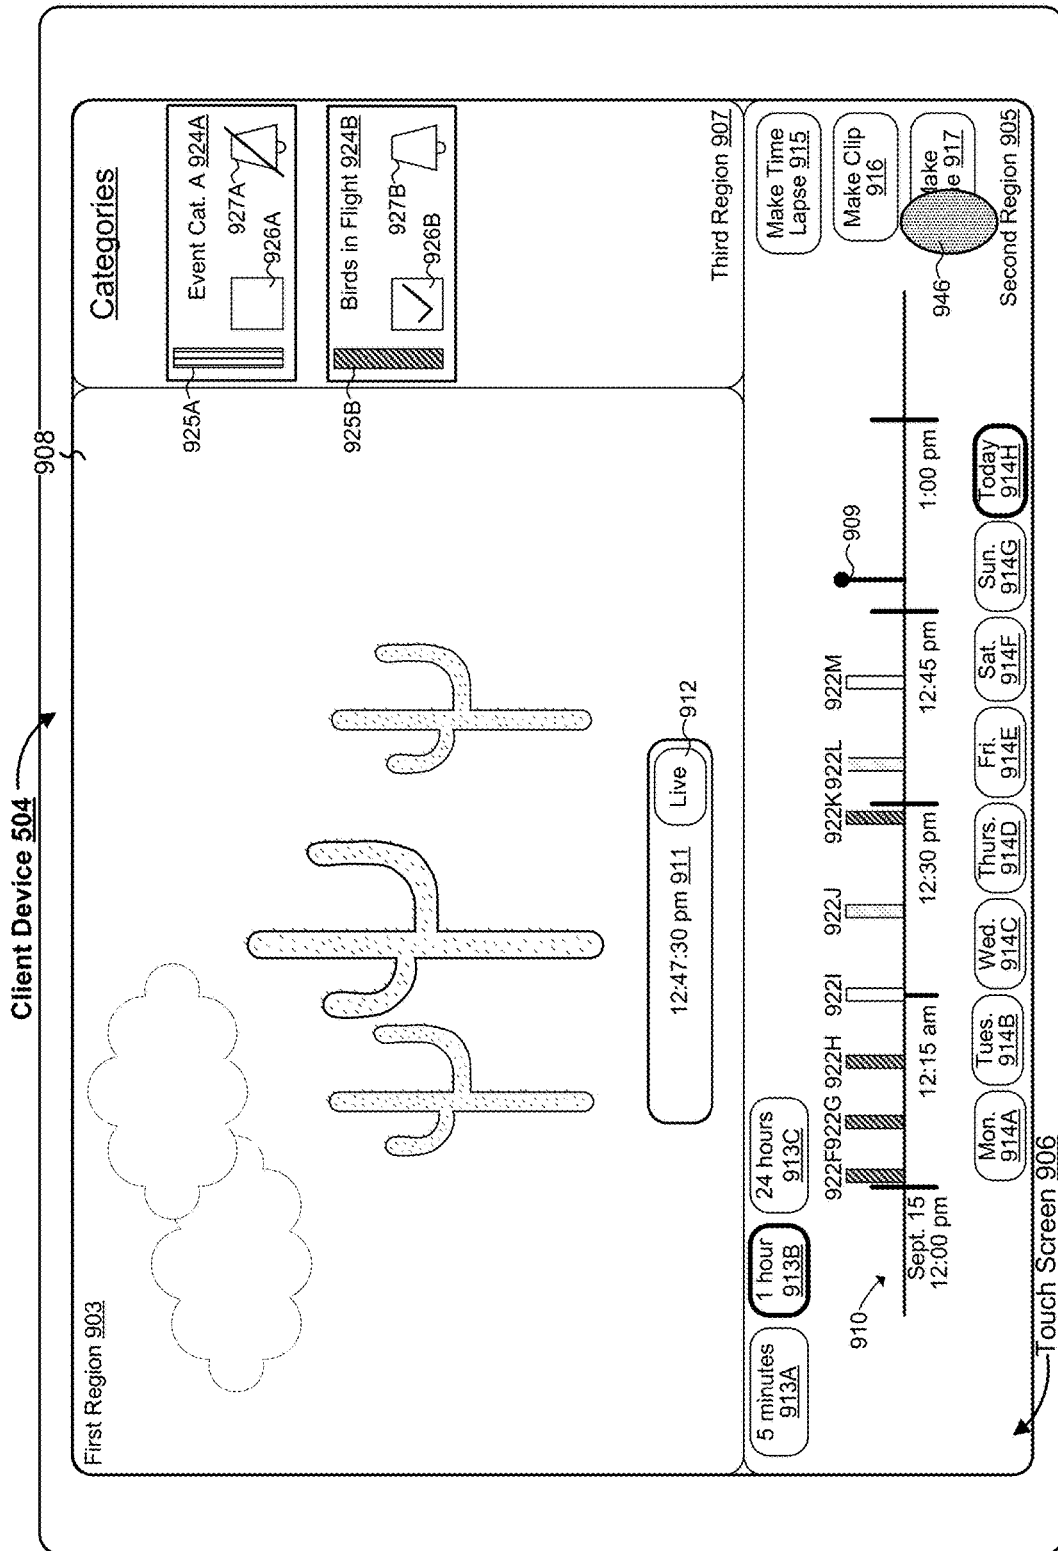 Client Device 504
908
First Region 903
Categories
Event Cat. A 924A
927A
926A
925A
Birds in Flight 924B
927B
926B
925B
Third Region 907
12:47:30 pm 911
Live
912
5 minutes
913A
1 hour
913B
24 hours
913C
Make Time
Lapse 915
Make Clip
916
917
946
Second Region 905
910
922F
922G
922H
922I
922J
922K
922L
922M
909
Sept. 15
12:00 pm
12:15 am
12:30 pm
12:45 pm
1:00 pm
Mon.
914A
Tues.
914B
Wed.
914C
Thurs.
914D
Fri.
914E
Sat.
914F
Sun.
914G
Today
914H
Touch Screen 906